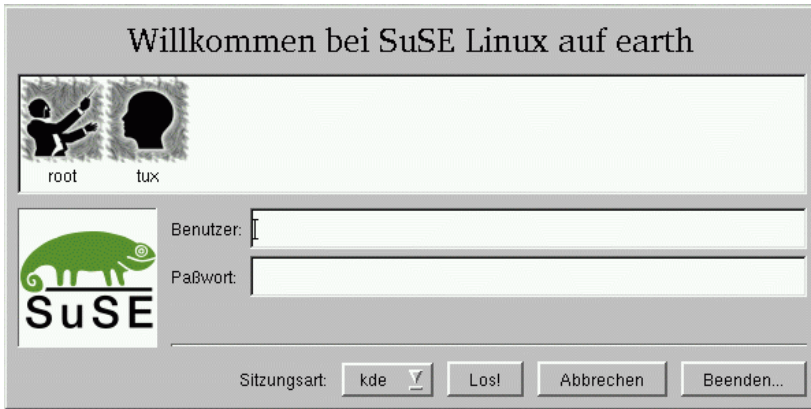 Willkommen bei SuSE Linux auf earth
root tux
Benutzer:
Paßwort:
SuSE
Sitzungsart: kde Los! Abbrechen Beenden...